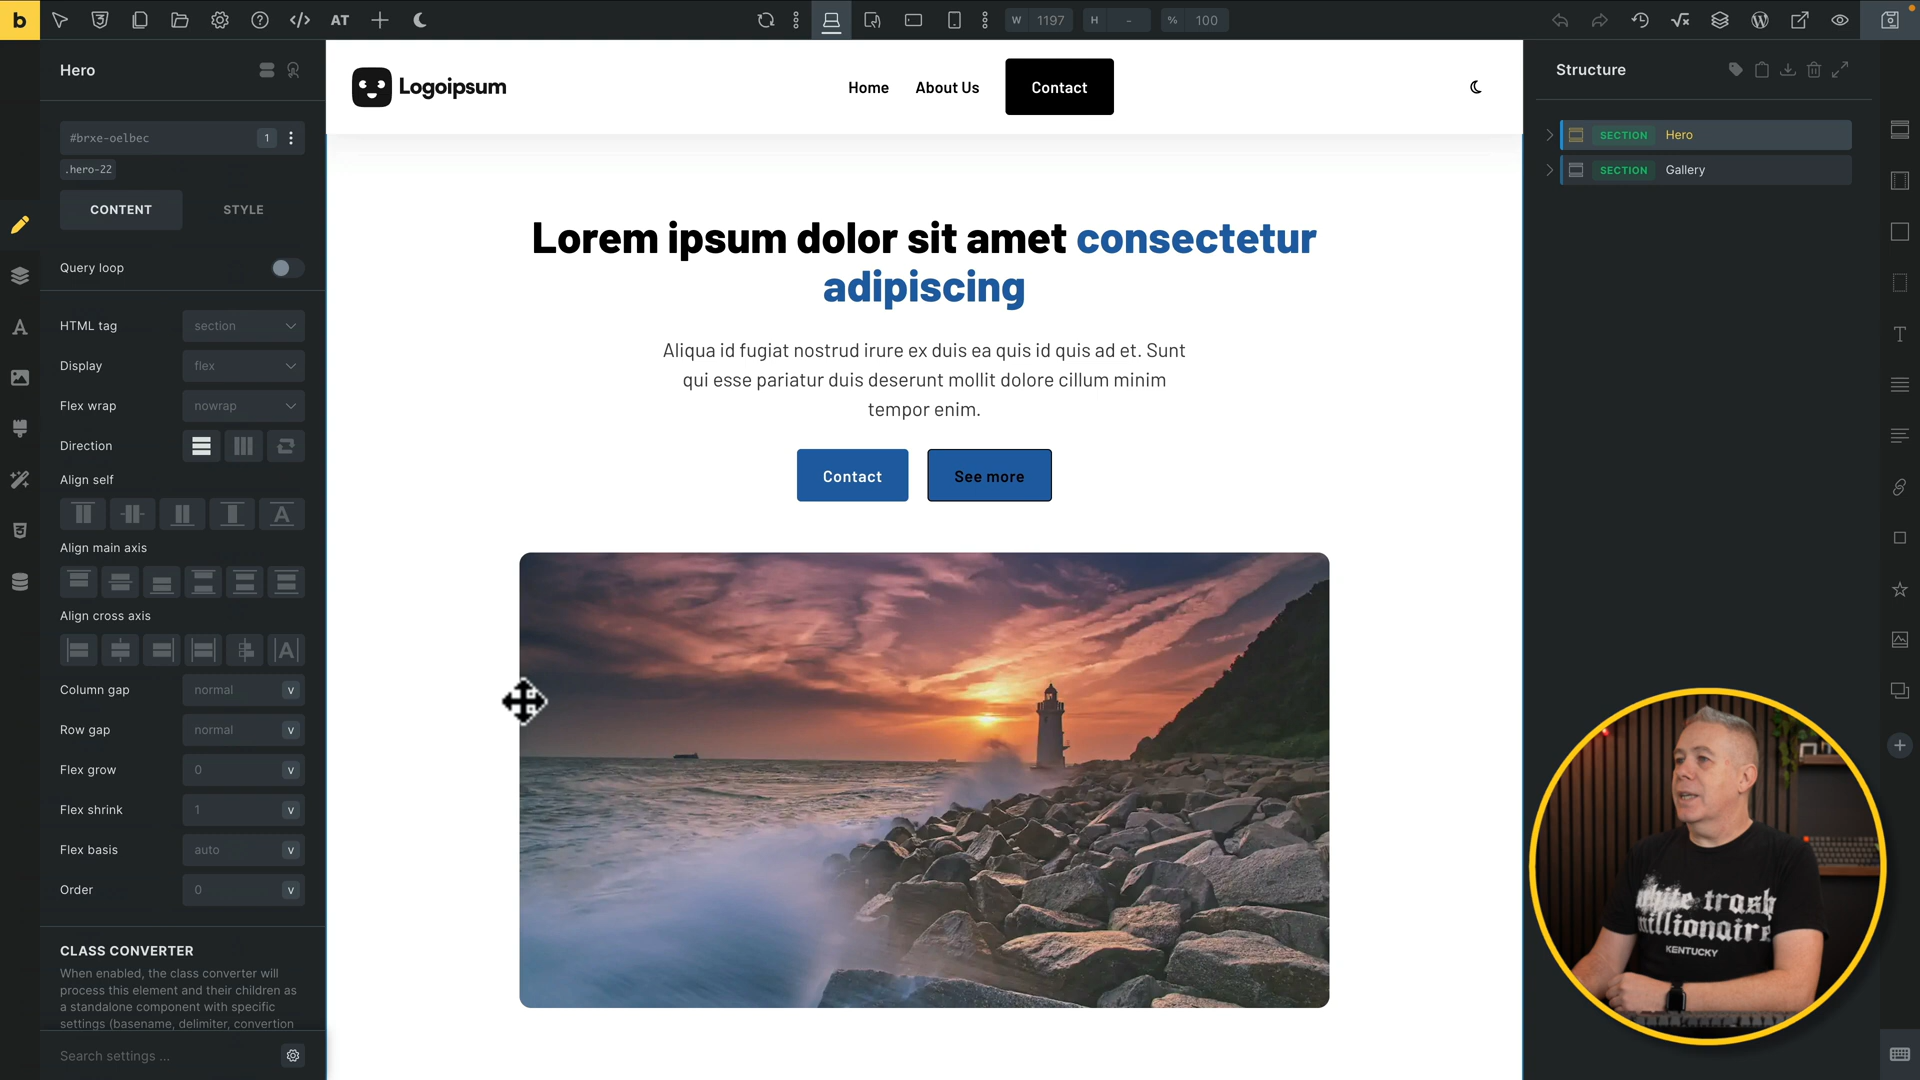 b
AT
W 1197
H -
% 100
Hero
#brxe-oelbec
1
.hero-22
CONTENT
STYLE
Query loop
HTML tag
section
Display
flex
Flex wrap
nowrap
Direction
Align self
A
Align main axis
Align cross axis
A
Column gap
normal
v
Row gap
normal
v
Flex grow
0
v
Flex shrink
1
v
Flex basis
auto
v
Order
0
v
CLASS CONVERTER
When enabled, the class converter will
process this element and their children as
a standalone component with specific
settings (basename, delimiter, convertion
Search settings ...
Logoipsum
Home
About Us
Contact
Lorem ipsum dolor sit amet consectetur
adipiscing
Aliqua id fugiat nostrud irure ex duis ea quis id quis ad et. Sunt
qui esse pariatur duis deserunt mollit dolore cillum minim
tempor enim.
Contact
See more
Structure
SECTION
Hero
SECTION
Gallery
white trash
millionaire
KENTUCKY